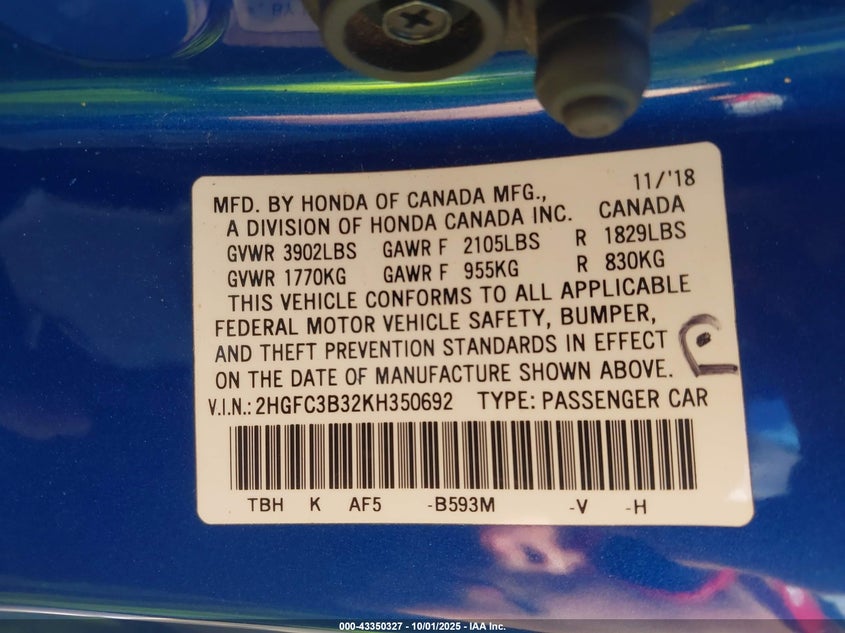 MFD. BY HONDA OF CANADA MFG., 11/'18
A DIVISION OF HONDA CANADA INC. CANADA
GVWR 3902LBS GAWR F 2105LBS R 1829LBS
GVWR 1770KG GAWR F 955KG R 830KG
THIS VEHICLE CONFORMS TO ALL APPLICABLE
FEDERAL MOTOR VEHICLE SAFETY, BUMPER,
AND THEFT PREVENTION STANDARDS IN EFFECT
ON THE DATE OF MANUFACTURE SHOWN ABOVE.
V.I.N.: 2HGFC3B32KH350692 TYPE: PASSENGER CAR
TBH K AF5 -B593M -V -H
000-43350327 - 10/01/2025 - IAA Inc.